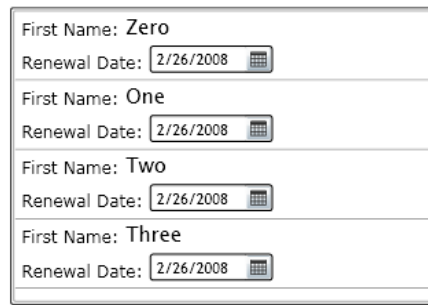 First Name: Zero
Renewal Date: 2/26/2008
First Name: One
Renewal Date: 2/26/2008
First Name: Two
Renewal Date: 2/26/2008
First Name: Three
Renewal Date: 2/26/2008